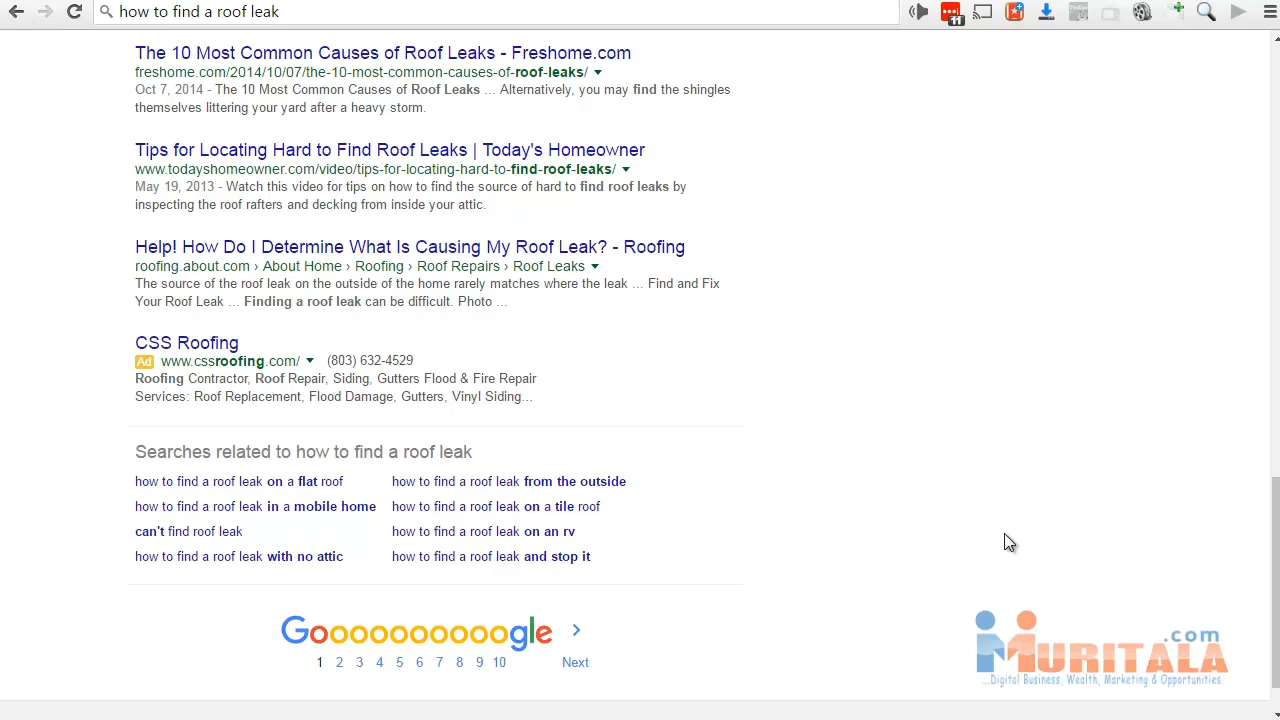 how to find a roof leak
11
The 10 Most Common Causes of Roof Leaks - Freshome.com
freshome.com/2014/10/07/the-10-most-common-causes-of-roof-leaks/
Oct 7, 2014 - The 10 Most Common Causes of Roof Leaks ... Alternatively, you may find the shingles
themselves littering your yard after a heavy storm.
Tips for Locating Hard to Find Roof Leaks | Today's Homeowner
www.todayshomeowner.com/video/tips-for-locating-hard-to-find-roof-leaks/
May 19, 2013 - Watch this video for tips on how to find the source of hard to find roof leaks by
inspecting the roof rafters and decking from inside your attic.
Help! How Do I Determine What Is Causing My Roof Leak? - Roofing
roofing.about.com › About Home › Roofing › Roof Repairs › Roof Leaks
The source of the roof leak on the outside of the home rarely matches where the leak ... Find and Fix
Your Roof Leak ... Finding a roof leak can be difficult. Photo ...
CSS Roofing
Ad www.cssroofing.com/ (803) 632-4529
Roofing Contractor, Roof Repair, Siding, Gutters Flood & Fire Repair
Services: Roof Replacement, Flood Damage, Gutters, Vinyl Siding...
Searches related to how to find a roof leak
how to find a roof leak on a flat roof
how to find a roof leak from the outside
how to find a roof leak in a mobile home
how to find a roof leak on a tile roof
can't find roof leak
how to find a roof leak on an rv
how to find a roof leak with no attic
how to find a roof leak and stop it
Goooooooooogle
1 2 3 4 5 6 7 8 9 10 Next
MURITALA.com
...Digital Business, Wealth, Marketing & Opportunities